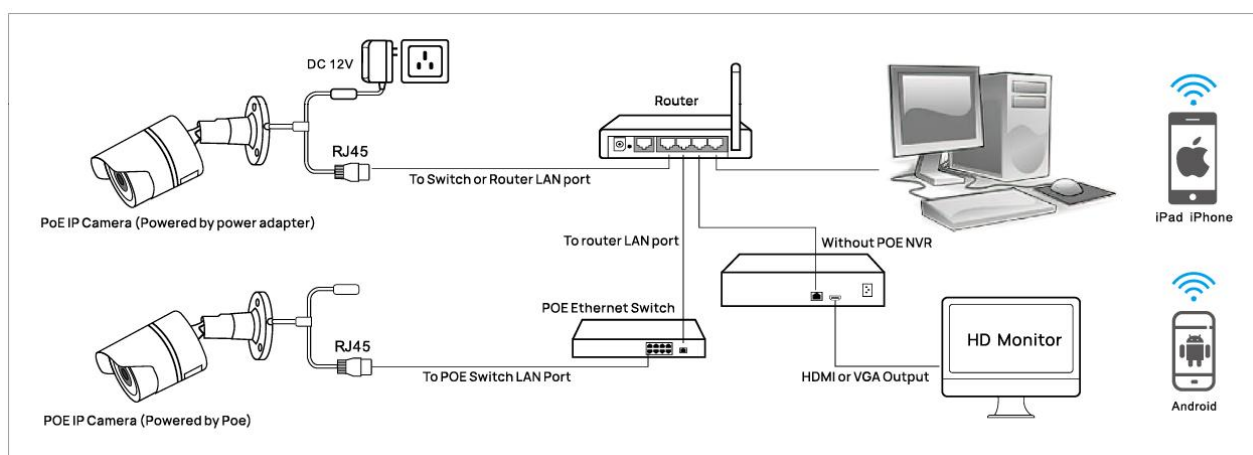 DC 12V
Router
RJ45
To Switch or Router LAN port
PoE IP Camera (Powered by power adapter)
iPad iPhone
To router LAN port
Without POE NVR
POE Ethernet Switch
RJ45
HD Monitor
To POE Switch LAN Port
HDMI or VGA Output
Android
POE IP Camera (Powered by Poe)